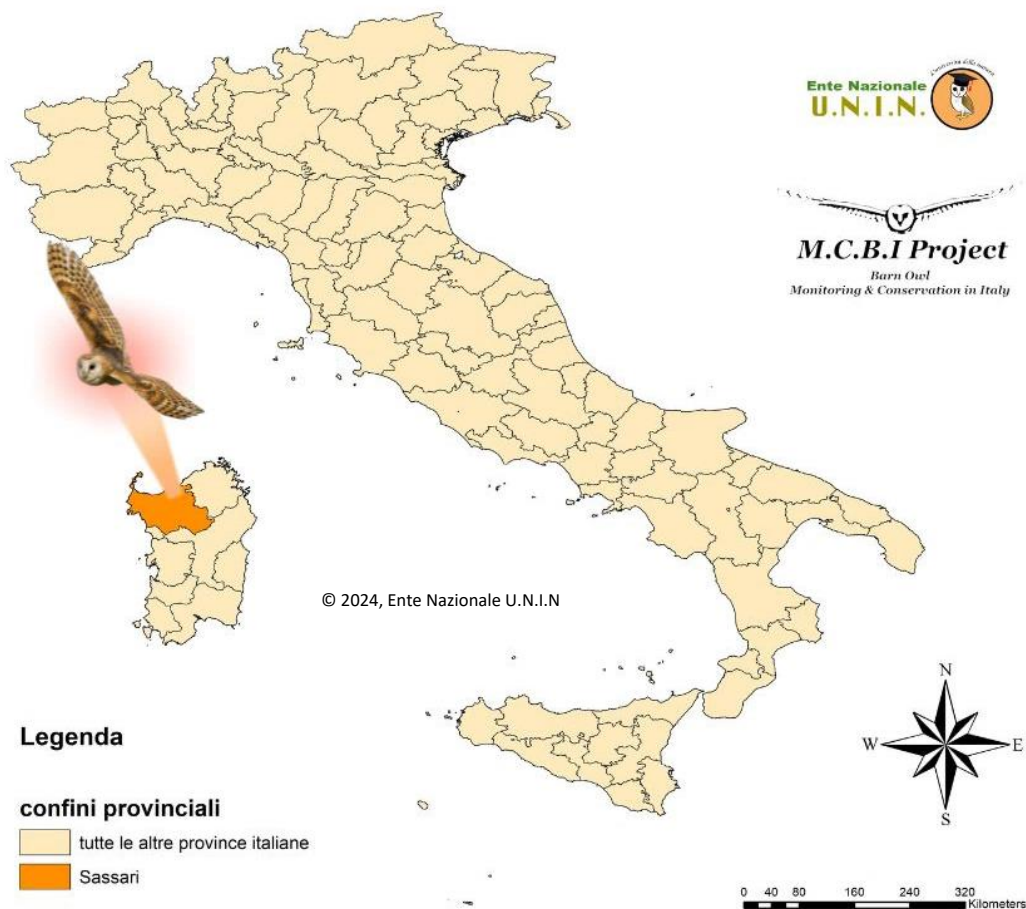 Ente Nazionale
U.N.I.N.
M.C.B.I Project
Barn Owl
Monitoring & Conservation in Italy
© 2024, Ente Nazionale U.N.I.N
Legenda
confini provinciali
tutte le altre province italiane
Sassari
N
W E
S
0 40 80 160 240 320
Kilometers